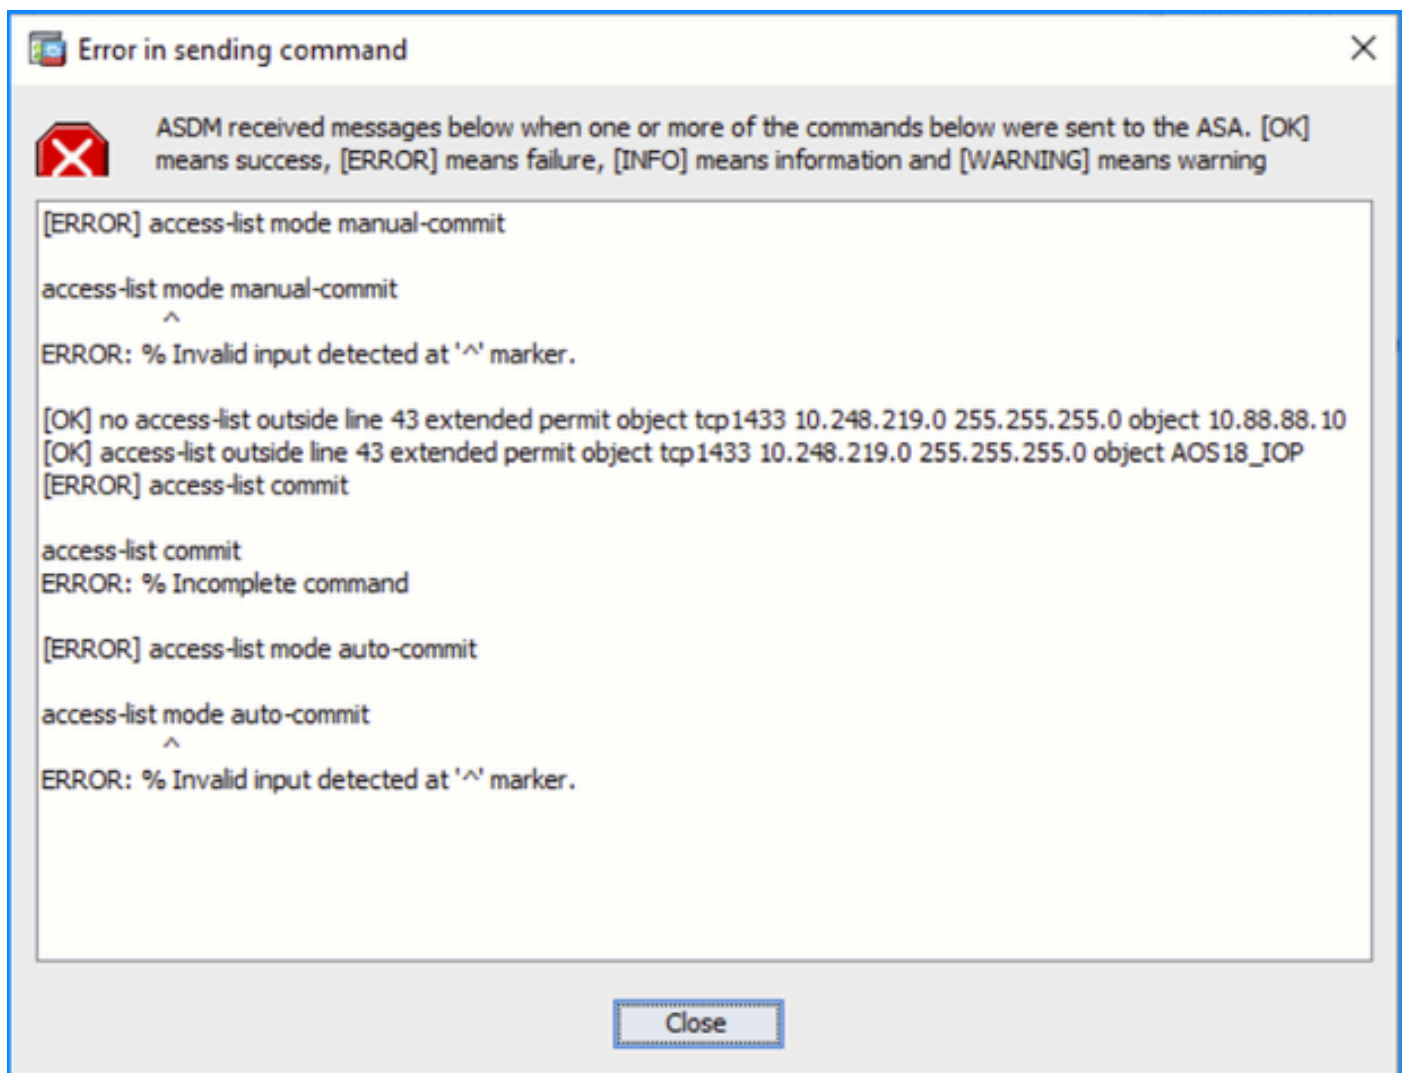 Error in sending command
ASDM received messages below when one or more of the commands below were sent to the ASA. [OK]
means success, [ERROR] means failure, [INFO] means information and [WARNING] means warning
[ERROR] access-list mode manual-commit
access-list mode manual-commit
^
ERROR: % Invalid input detected at '^' marker.
[OK] no access-list outside line 43 extended permit object tcp1433 10.248.219.0 255.255.255.0 object 10.88.88.10
[OK] access-list outside line 43 extended permit object tcp1433 10.248.219.0 255.255.255.0 object AOS18_IOP
[ERROR] access-list commit
access-list commit
ERROR: % Incomplete command
[ERROR] access-list mode auto-commit
access-list mode auto-commit
^
ERROR: % Invalid input detected at '^' marker.
Close